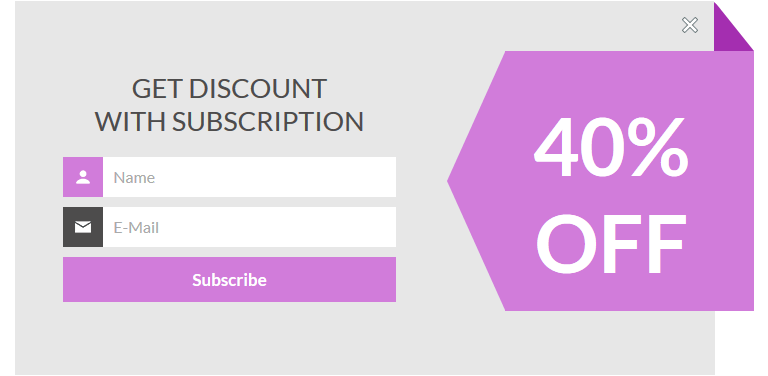 GET DISCOUNT
WITH SUBSCRIPTION
Name
E-Mail
Subscribe
40%
OFF